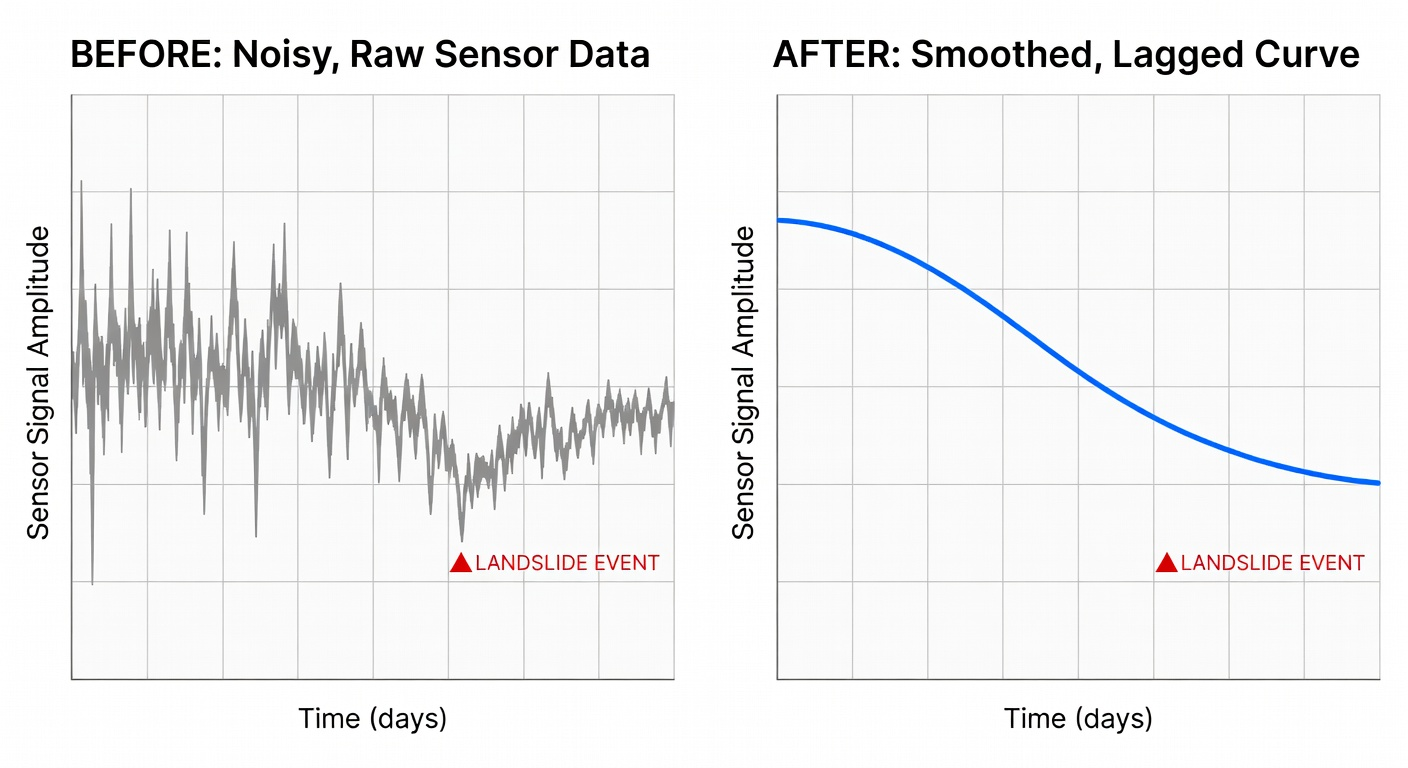 BEFORE: Noisy, Raw Sensor Data
Sensor Signal Amplitude
▲ LANDSLIDE EVENT
Time (days)
AFTER: Smoothed, Lagged Curve
Sensor Signal Amplitude
▲ LANDSLIDE EVENT
Time (days)